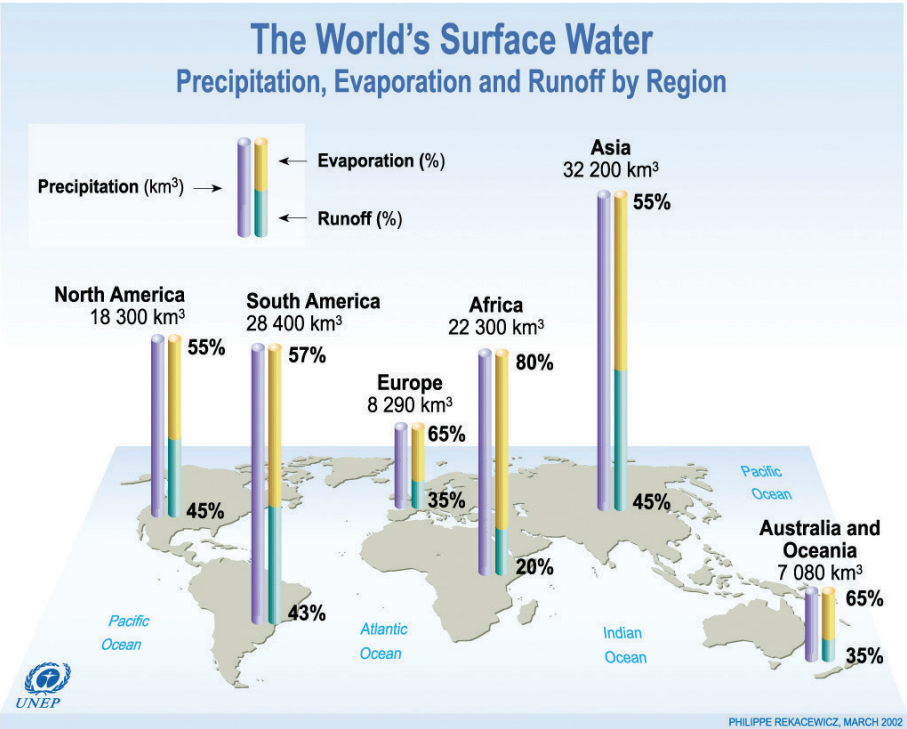 The World's Surface Water
Precipitation, Evaporation and Runoff by Region
Precipitation (km³)
Evaporation (%)
Runoff (%)
North America
18 300 km³
55%
45%
South America
28 400 km³
57%
43%
Europe
8 290 km³
65%
35%
Africa
22 300 km³
80%
20%
Asia
32 200 km³
55%
45%
Australia and
Oceania
7 080 km³
65%
35%
Pacific
Ocean
Pacific
Ocean
Atlantic
Ocean
Indian
Ocean
UNEP
PHILIPPE REKACEWICZ, MARCH 2002